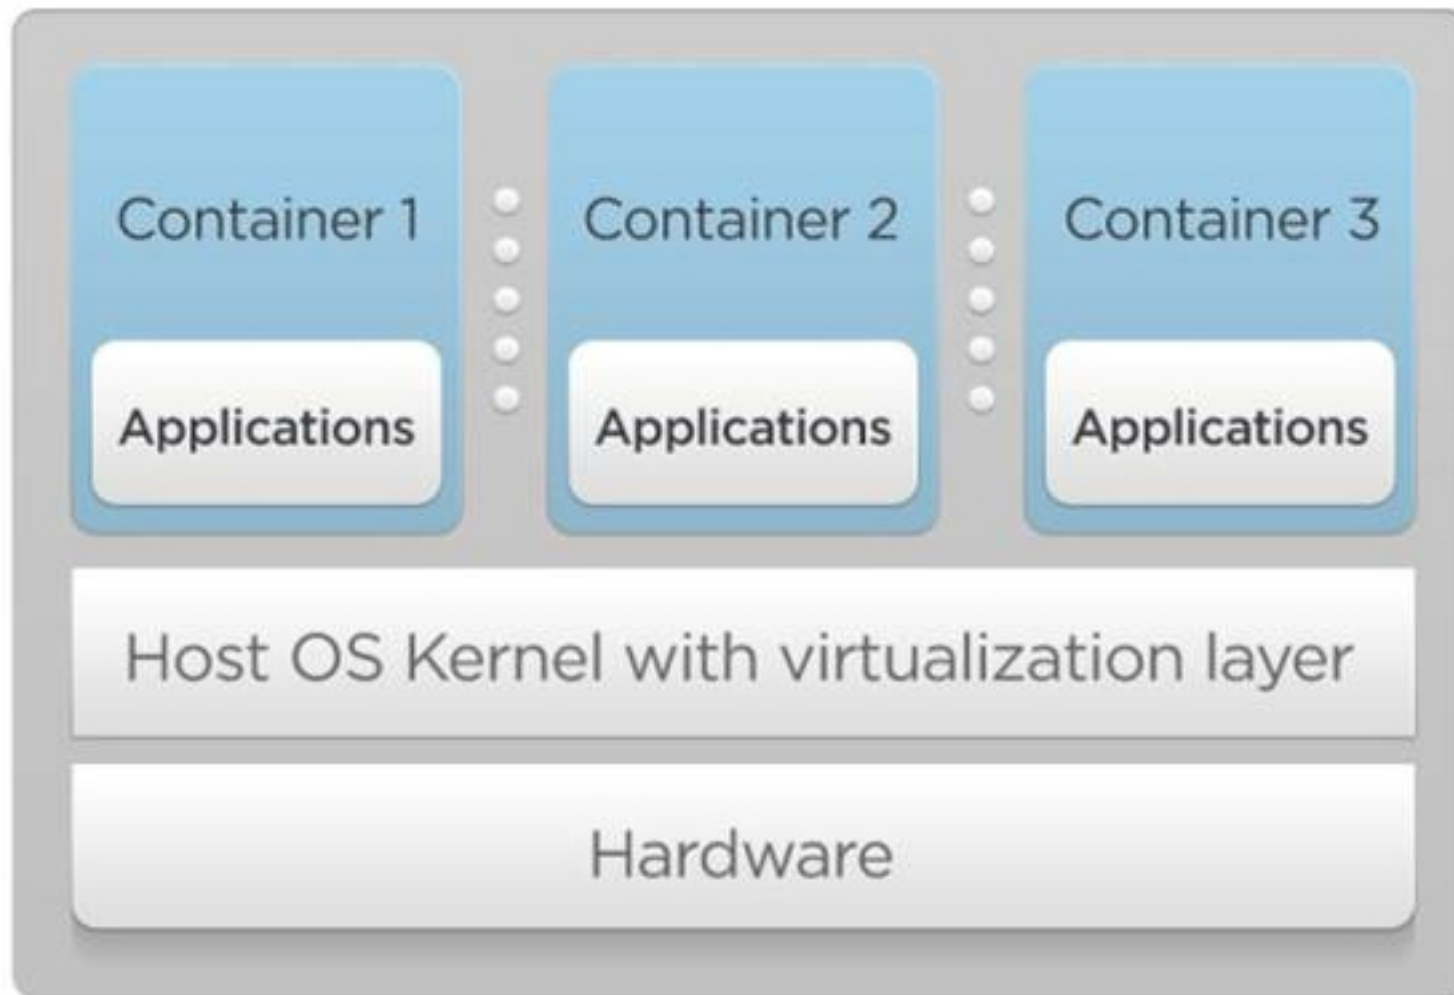 Container 1
Container 2
Container 3
Applications
Applications
Applications
Host OS Kernel with virtualization layer
Hardware